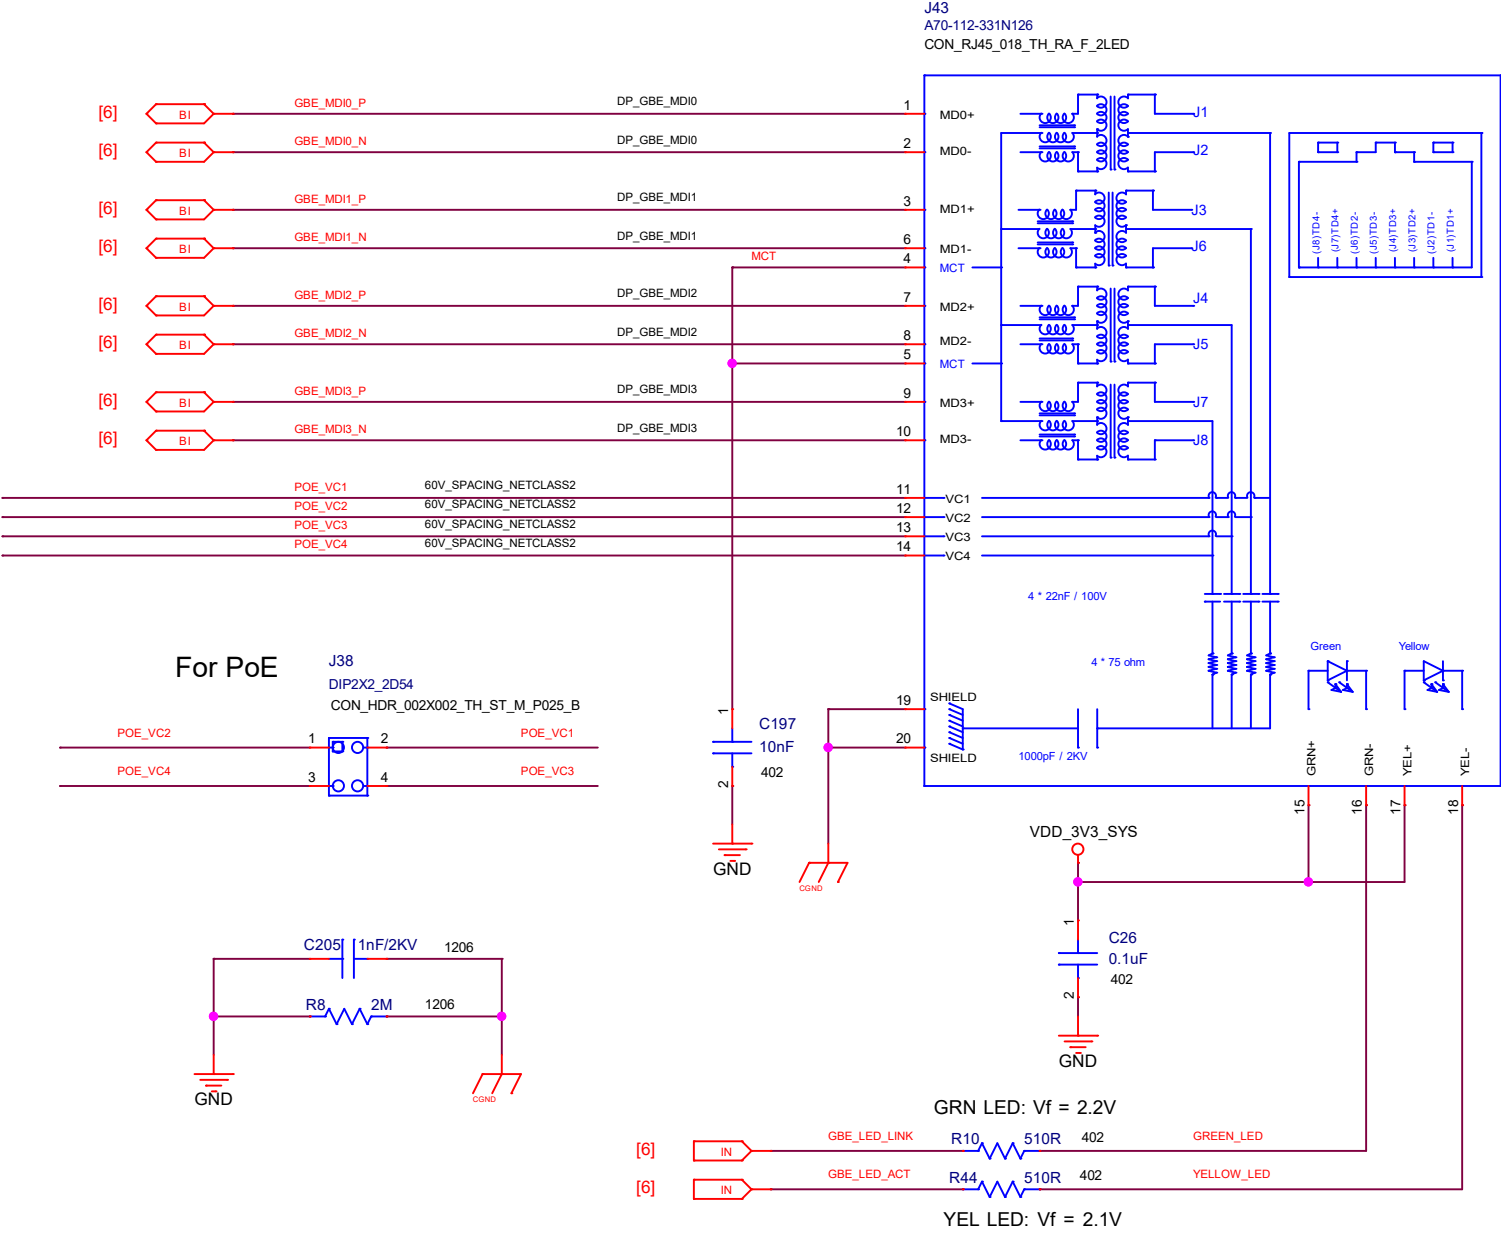 J43
A70-112-331N126
CON_RJ45_018_TH_RA_F_2LED
[6] BI GBE_MDI0_P DP_GBE_MDI0 1 MD0+ J1
[6] BI GBE_MDI0_N DP_GBE_MDI0 2 MD0- J2
[6] BI GBE_MDI1_P DP_GBE_MDI1 3 MD1+ J3
[6] BI GBE_MDI1_N DP_GBE_MDI1 6 MD1- J6
MCT 4 MCT
[6] BI GBE_MDI2_P DP_GBE_MDI2 7 MD2+ J4
[6] BI GBE_MDI2_N DP_GBE_MDI2 8 MD2- J5
5 MCT
[6] BI GBE_MDI3_P DP_GBE_MDI3 9 MD3+ J7
[6] BI GBE_MDI3_N DP_GBE_MDI3 10 MD3- J8
(J8)TD4-
(J7)TD4+
(J6)TD2-
(J5)TD3-
(J4)TD3+
(J3)TD2+
(J2)TD1-
(J1)TD1+
POE_VC1 60V_SPACING_NETCLASS2 11 VC1
POE_VC2 60V_SPACING_NETCLASS2 12 VC2
POE_VC3 60V_SPACING_NETCLASS2 13 VC3
POE_VC4 60V_SPACING_NETCLASS2 14 VC4
4 * 22nF / 100V
4 * 75 ohm
Green
Yellow
19 SHIELD
20 SHIELD
1000pF / 2KV
GRN+
GRN-
YEL+
YEL-
15
16
17
18
For PoE
J38
DIP2X2_2D54
CON_HDR_002X002_TH_ST_M_P025_B
POE_VC2 1 2 POE_VC1
POE_VC4 3 4 POE_VC3
1
C197
10nF
402
2
GND
CGND
VDD_3V3_SYS
1
C26
0.1uF
402
2
GND
C205 1nF/2KV 1206
R8 2M 1206
GND
CGND
GRN LED: Vf = 2.2V
[6] IN GBE_LED_LINK R10 510R 402 GREEN_LED
[6] IN GBE_LED_ACT R44 510R 402 YELLOW_LED
YEL LED: Vf = 2.1V